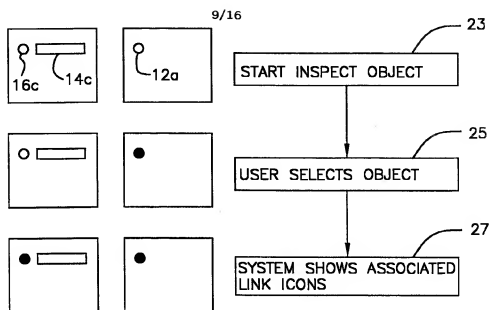 9/16
23
START INSPECT OBJECT
16c
14c
12a
25
USER SELECTS OBJECT
27
SYSTEM SHOWS ASSOCIATED
LINK ICONS